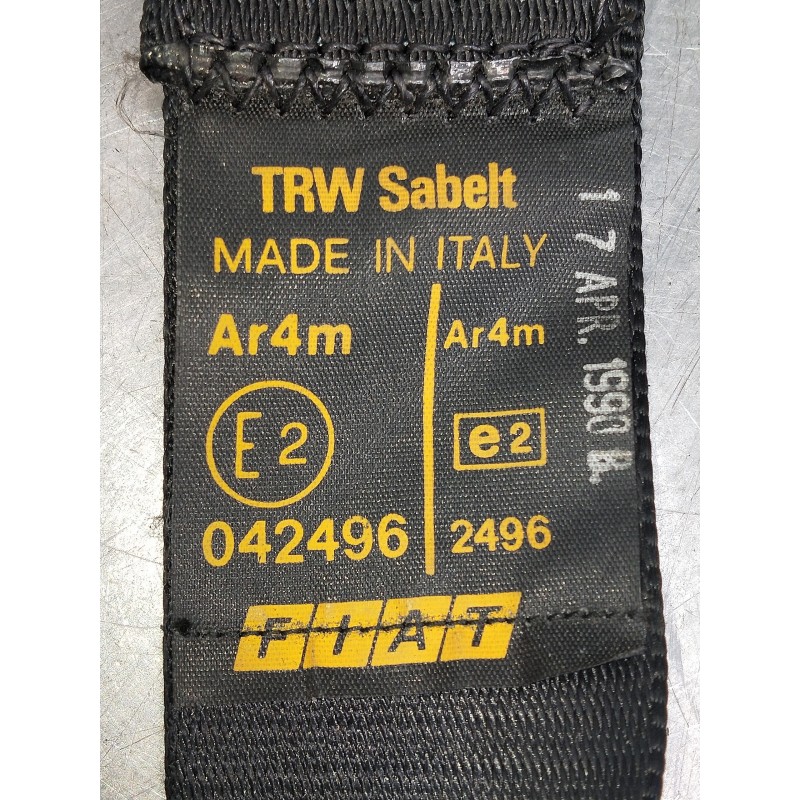 TRW Sabelt
MADE IN ITALY
Ar4m
E2
042496
Ar4m
e2
2496
FIAT
17 APR. 1990 B.